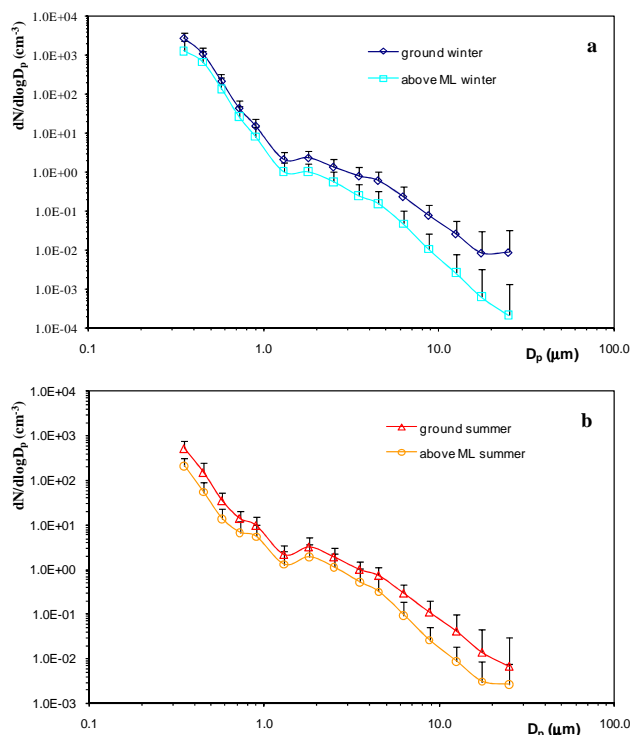 1.0E+04
1.0E+03
1.0E+02
1.0E+01
1.0E+00
1.0E-01
1.0E-02
1.0E-03
1.0E-04
dN/dlogDp (cm-3)
a
ground winter
above ML winter
0.1
1.0
10.0
100.0
Dp (μm)
1.0E+04
1.0E+03
1.0E+02
1.0E+01
1.0E+00
1.0E-01
1.0E-02
1.0E-03
dN/dlogDp (cm-3)
b
ground summer
above ML summer
0.1
1.0
10.0
100.0
Dp (μm)